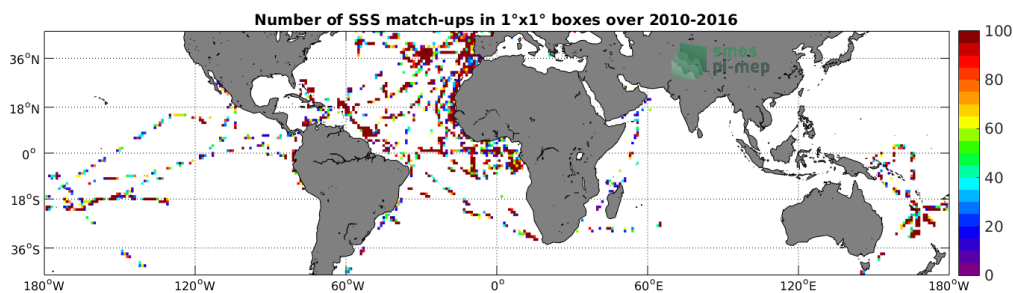 Number of SSS match-ups in 1°x1° boxes over 2010-2016
smos
pi-mep
36°N
18°N
0°
18°S
36°S
180°W
120°W
60°W
0°
60°E
120°E
180°W
100
80
60
40
20
0